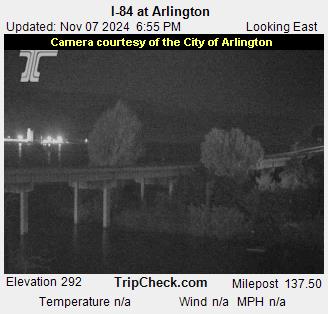 I-84 at Arlington
Updated: Nov 07 2024 6:55 PM Looking East
Camera courtesy of the City of Arlington
Elevation 292 TripCheck.com Milepost 137.50
Temperature n/a Wind n/a MPH n/a